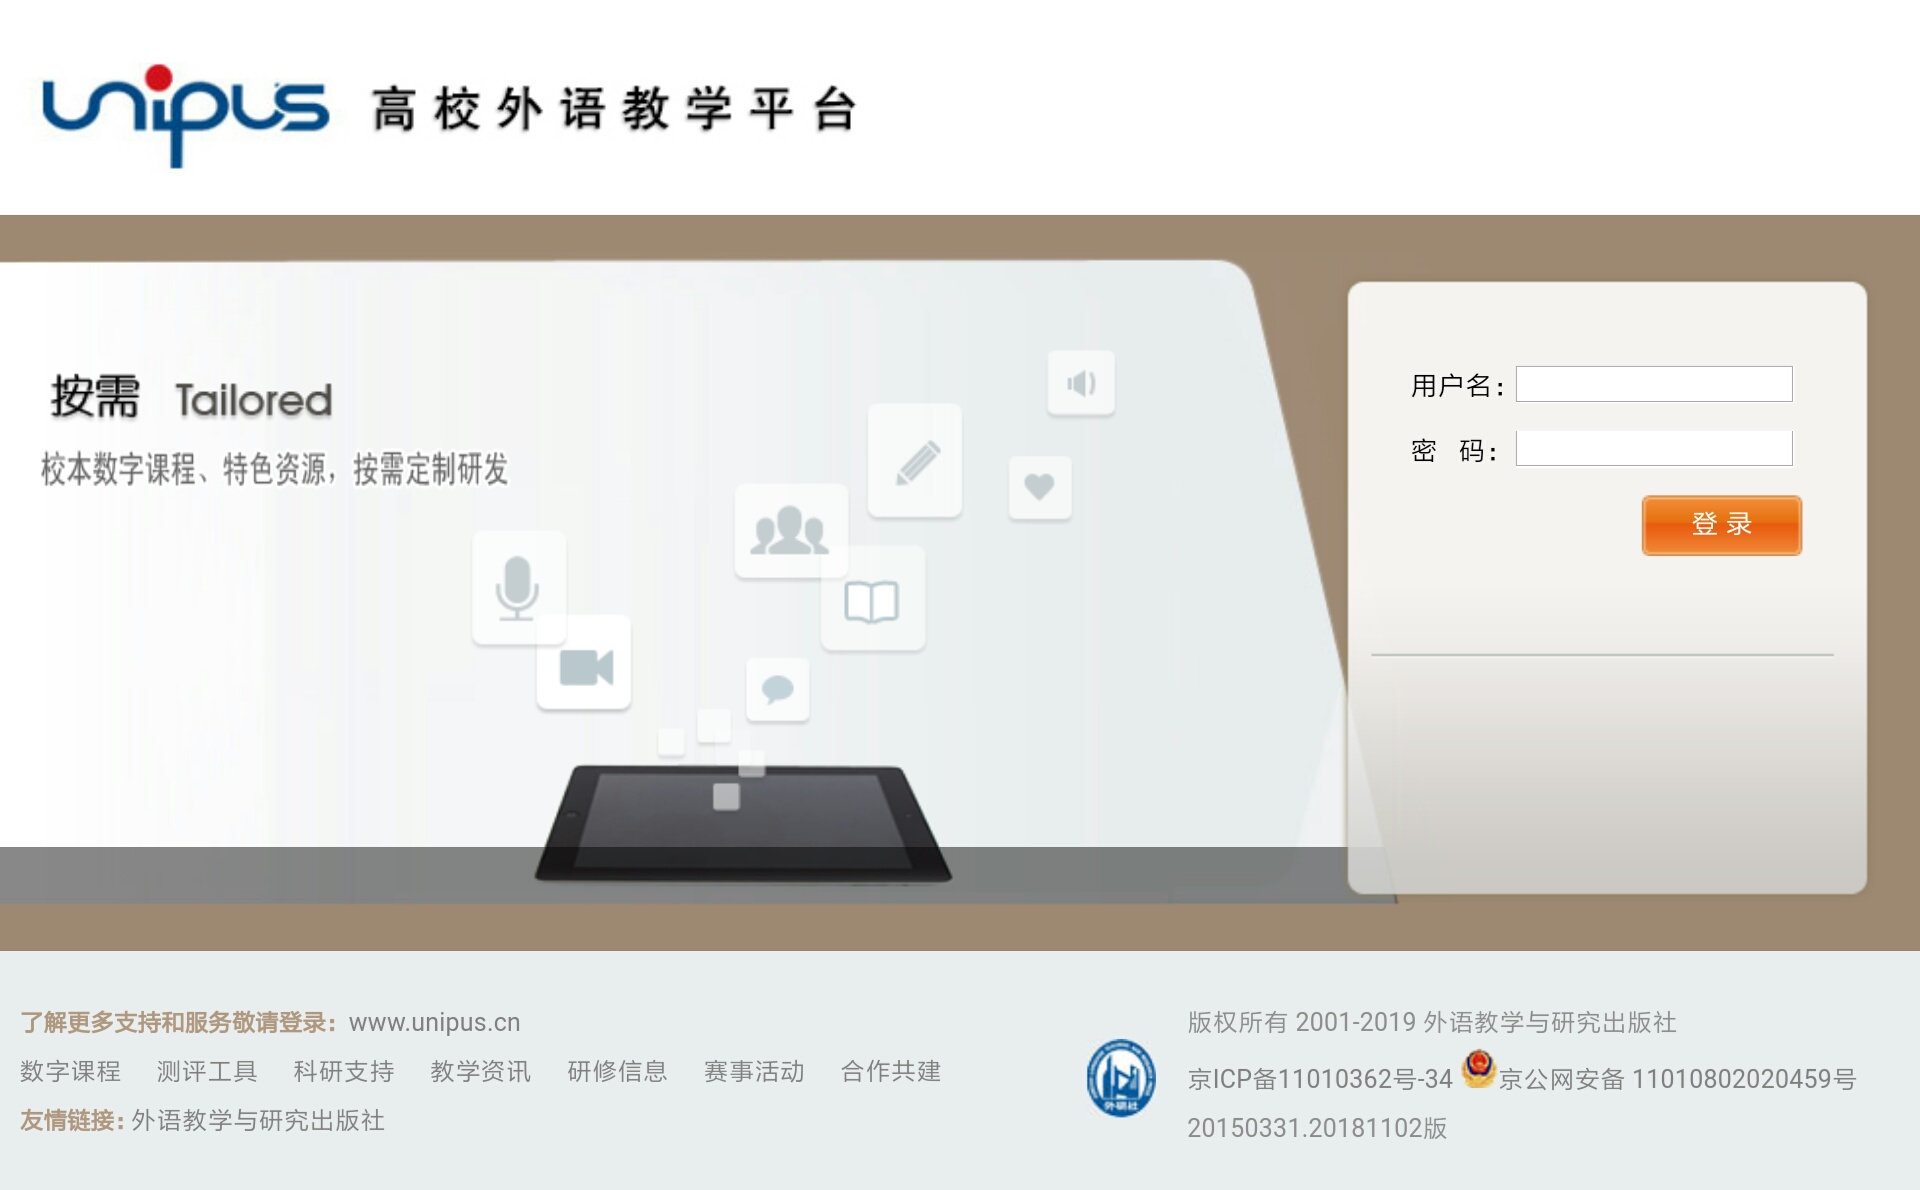 unipus 高校外语教学平台
按需 Tailored
校本数字课程、特色资源，按需定制研发
用户名：
密 码：
登 录
了解更多支持和服务敬请登录：www.unipus.cn
数字课程 测评工具 科研支持 教学资讯 研修信息 赛事活动 合作共建
友情链接：外语教学与研究出版社
外研社
版权所有 2001-2019 外语教学与研究出版社
京ICP备11010362号-34 京公网安备 11010802020459号
20150331.20181102版